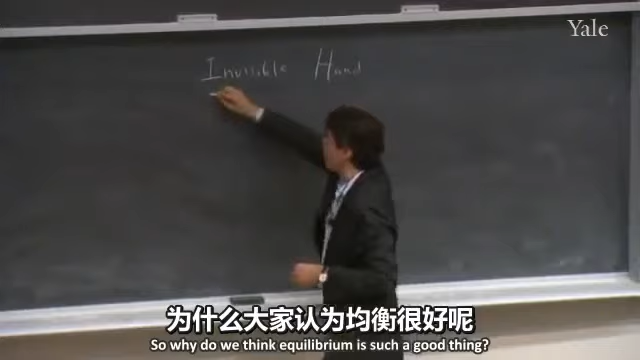 Yale
Invisible Hand
为什么大家认为均衡很好呢
So why do we think equilibrium is such a good thing?